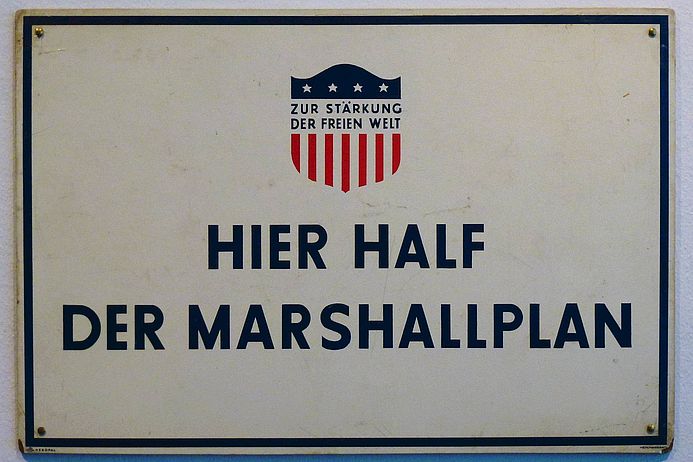 ZUR STÄRKUNG
DER FREIEN WELT
HIER HALF
DER MARSHALLPLAN